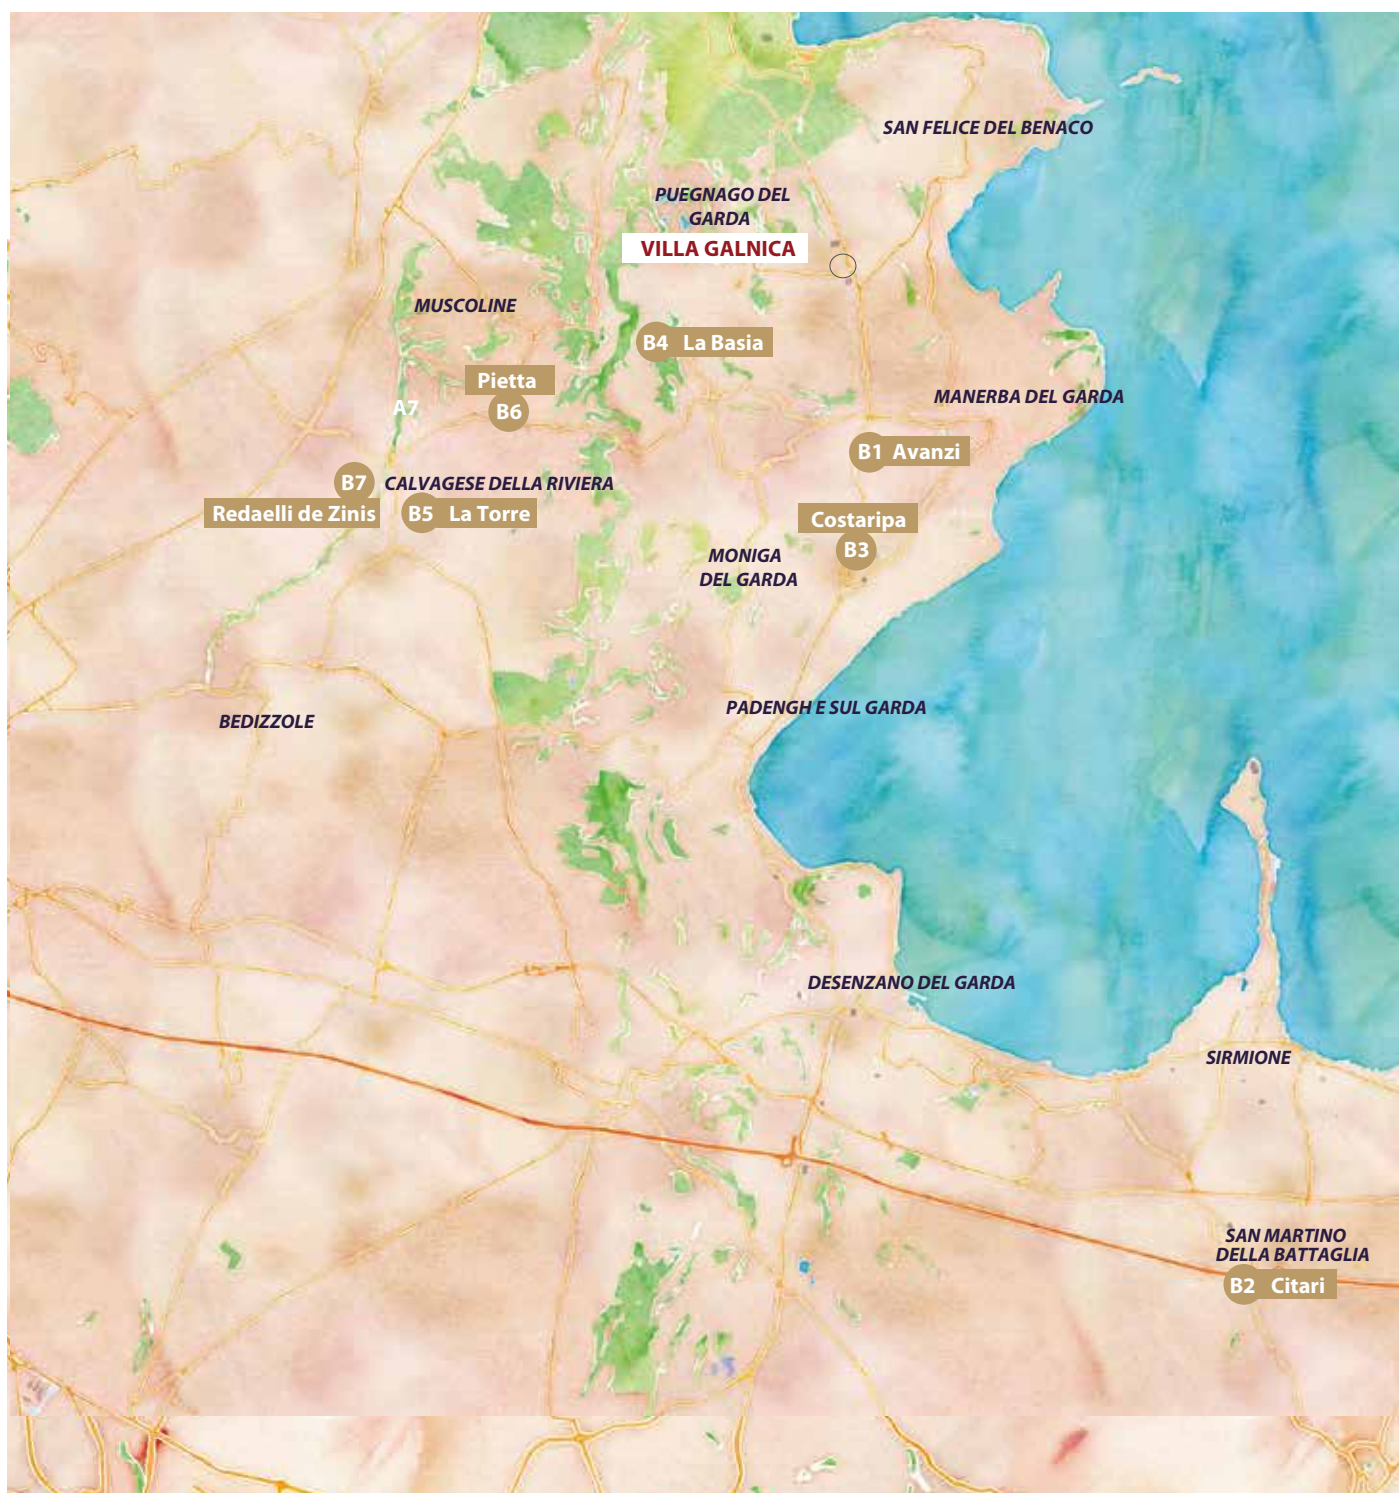 SAN FELICE DEL BENACO
PUEGNAGO DEL
GARDA
VILLA GALNICA
MUSCOLINE
B4 La Basia
Pietta
B6
A7
MANERBA DEL GARDA
B1 Avanzi
B7
CALVAGESE DELLA RIVIERA
Redaelli de Zinis
B5 La Torre
Costaripa
B3
MONIGA
DEL GARDA
PADENGH E SUL GARDA
BEDIZZOLE
DESENZANO DEL GARDA
SIRMIONE
SAN MARTINO
DELLA BATTAGLIA
B2 Citari